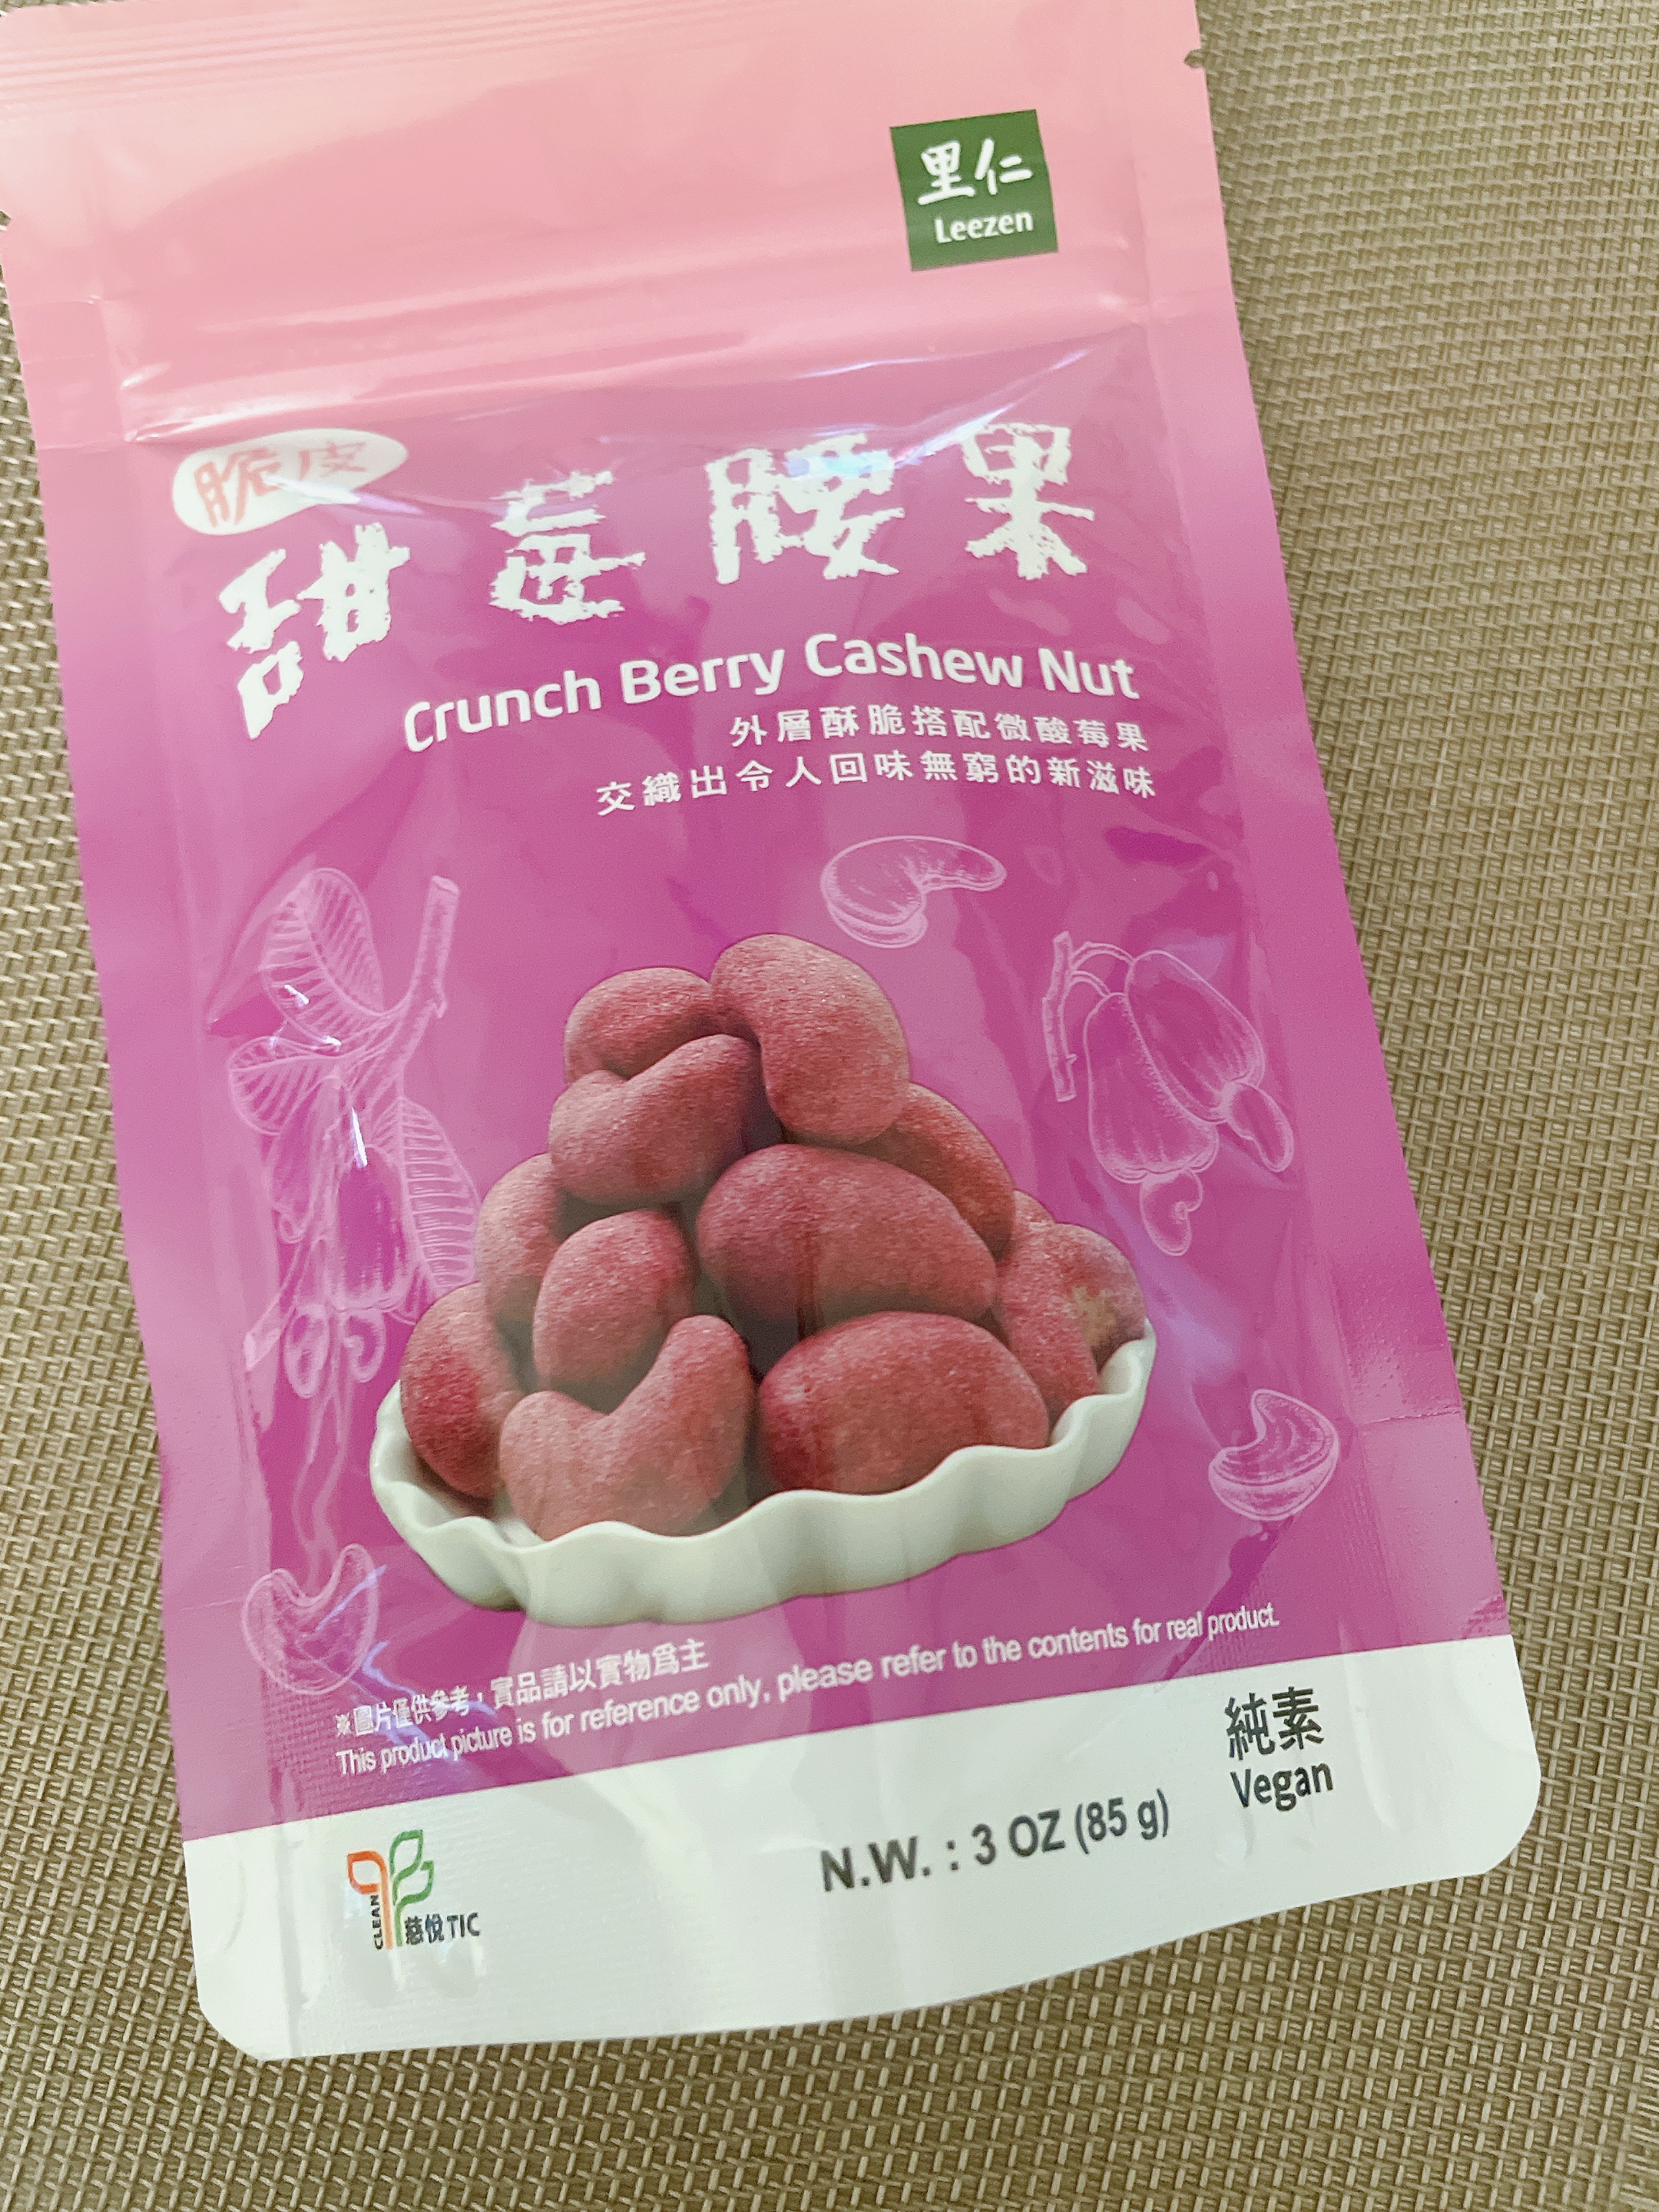 里仁
Leezen
脆皮
甜莓腰果
Crunch Berry Cashew Nut
外層酥脆搭配微酸莓果
交織出令人回味無窮的新滋味
※圖片僅供參考，實品請以實物爲主
This product picture is for reference only, please refer to the contents for real product.
純素
Vegan
N.W. : 3 OZ (85 g)
CLEAN
慈悅TIC